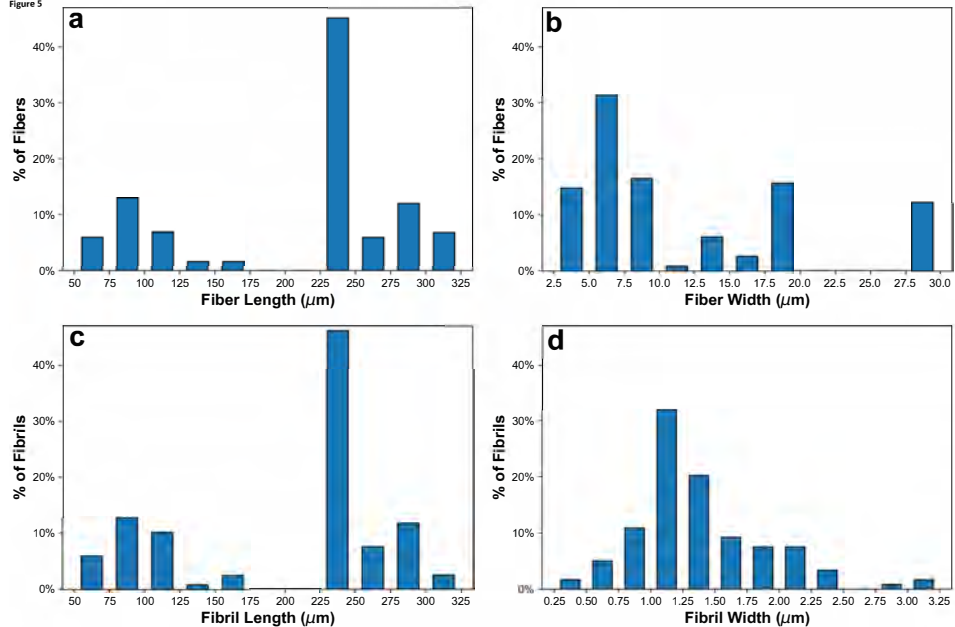 Figure 5
a
40%
30%
20%
10%
0%
% of Fibers
50 75 100 125 150 175 200 225 250 275 300 325
Fiber Length (μm)
b
40%
30%
20%
10%
0%
% of Fibers
2.5 5.0 7.5 10.0 12.5 15.0 17.5 20.0 22.5 25.0 27.5 30.0
Fiber Width (μm)
c
40%
30%
20%
10%
0%
% of Fibrils
50 75 100 125 150 175 200 225 250 275 300 325
Fibril Length (μm)
d
40%
30%
20%
10%
0%
% of Fibrils
0.25 0.50 0.75 1.00 1.25 1.50 1.75 2.00 2.25 2.50 2.75 3.00 3.25
Fibril Width (μm)